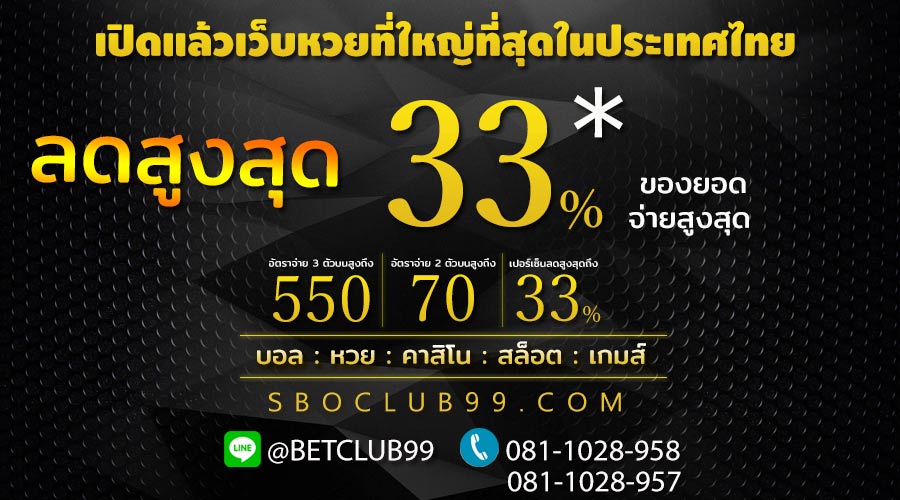 เปิดแล้วเว็บหวยที่ใหญ่ที่สุดในประเทศไทย
ลดสูงสุด 33%* ของยอด
จ่ายสูงสุด
อัตราจ่าย 3 ตัวบนสูงถึง อัตราจ่าย 2 ตัวบนสูงถึง เปอร์เซ็นลดสูงสุดถึง
550 70 33%
บอล : หวย : คาสิโน : สล็อต : เกมส์
SBOCLUB99.COM
LINE @BETCLUB99 081-1028-958
081-1028-957